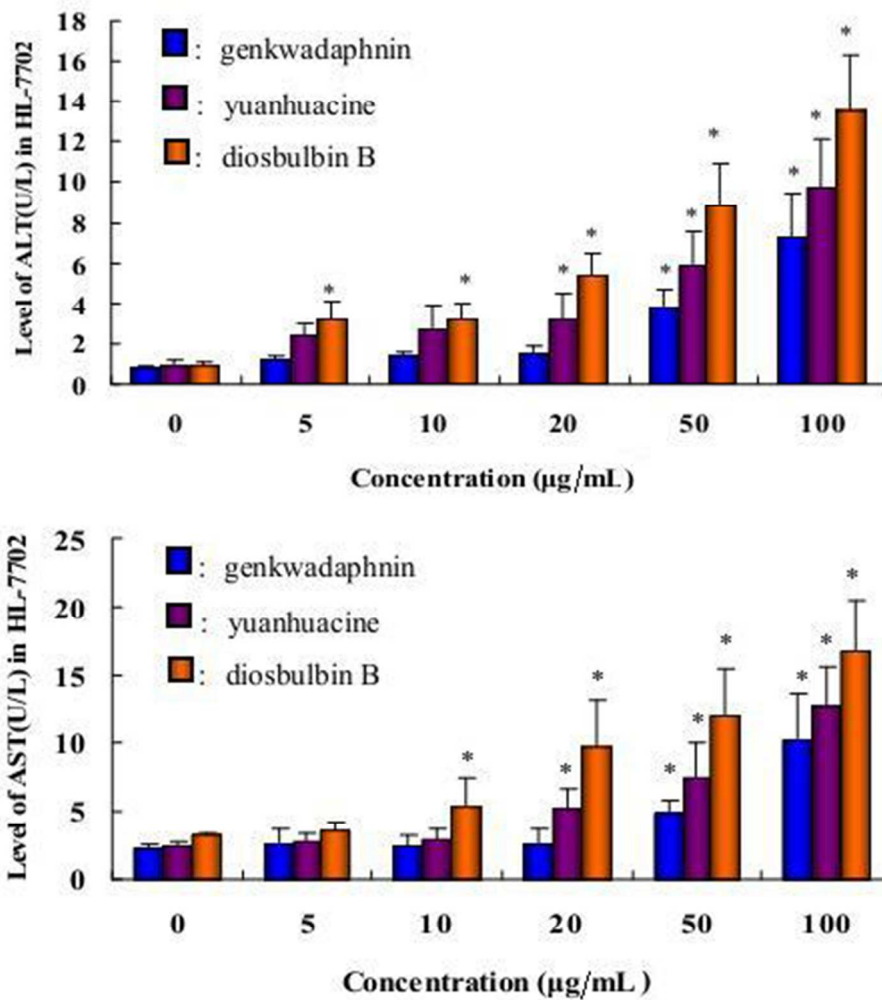 Level of ALT(U/L) in HL-7702
18
16
14
12
10
8
6
4
2
0
: genkwadaphnin
: yuanhuacine
: diosbulbin B
* * * * * * * * * *
0 5 10 20 50 100
Concentration (μg/mL)
Level of AST(U/L) in HL-7702
25
20
15
10
5
0
: genkwadaphnin
: yuanhuacine
: diosbulbin B
* * * * * * * * *
0 5 10 20 50 100
Concentration (μg/mL )